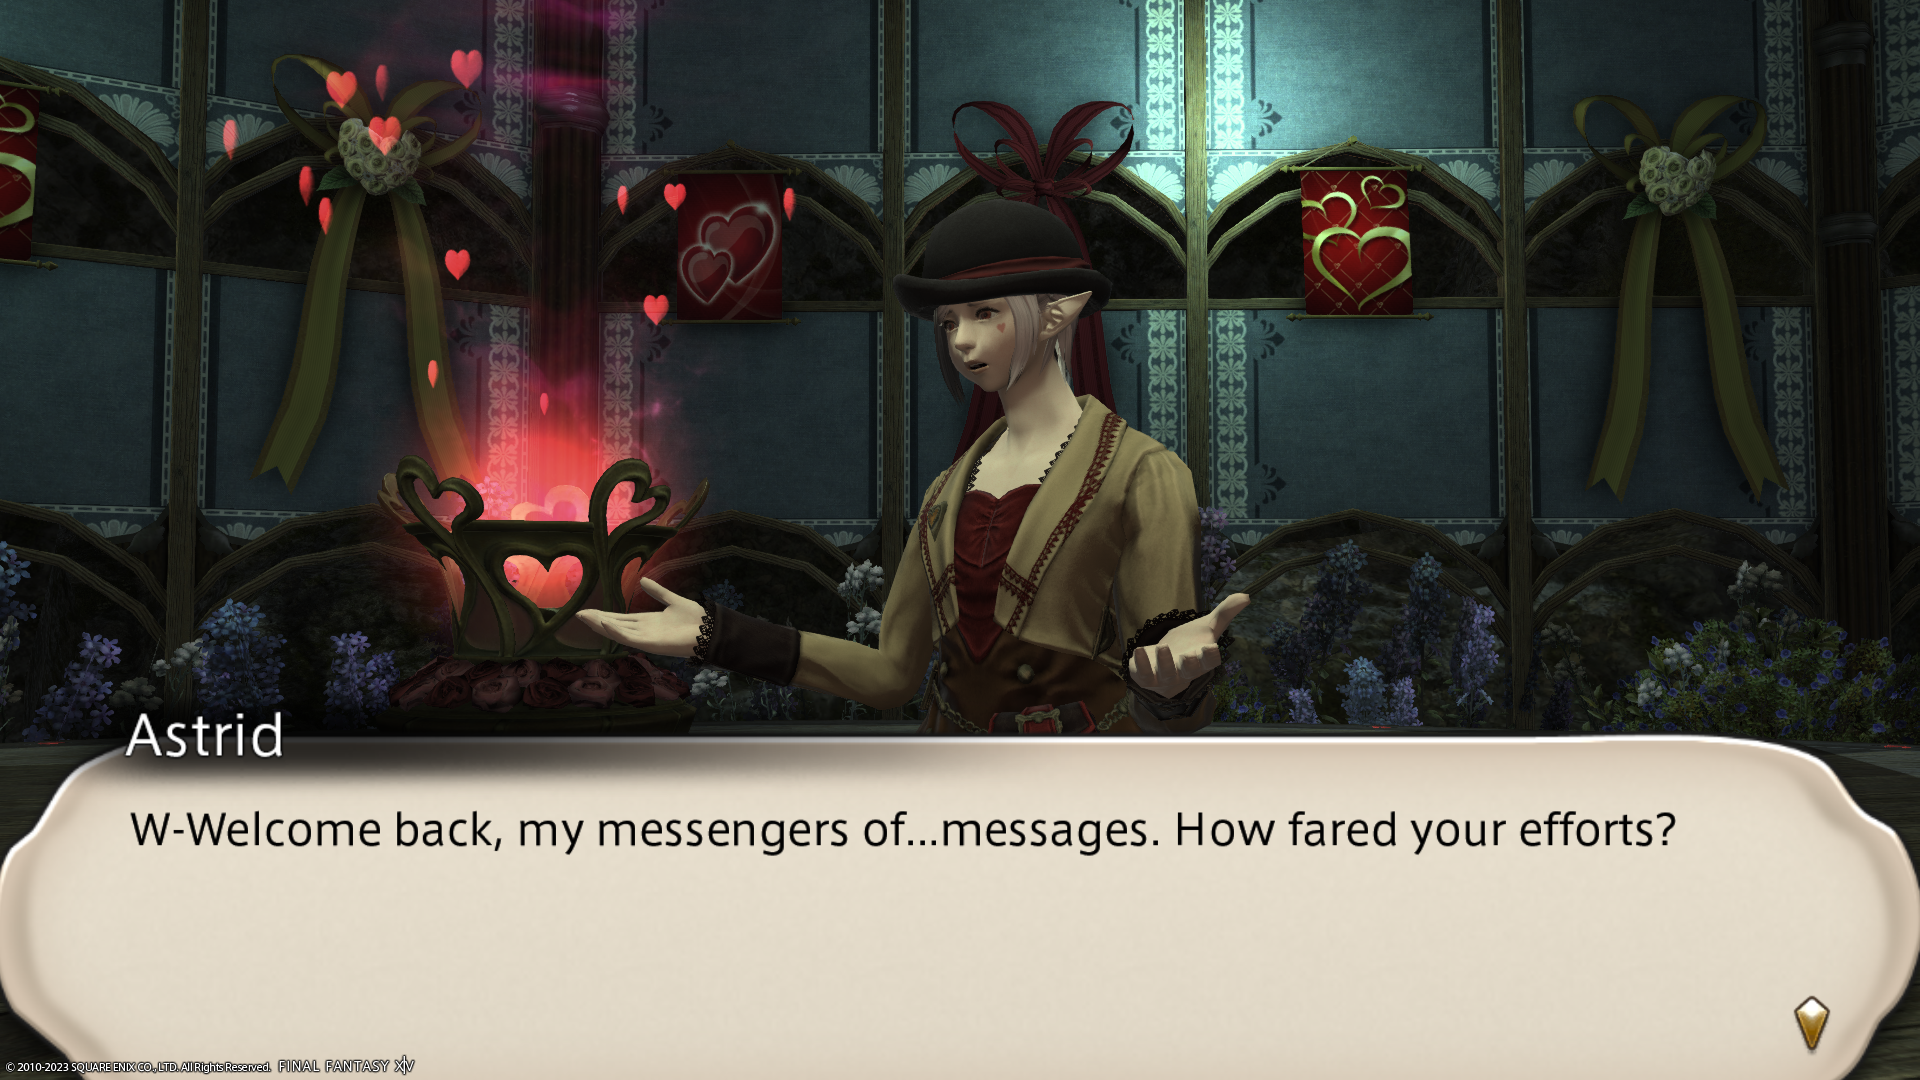 Astrid
W-Welcome back, my messengers of...messages. How fared your efforts?
© 2010-2023 SQUARE ENIX CO., LTD. All Rights Reserved. FINAL FANTASY XIV